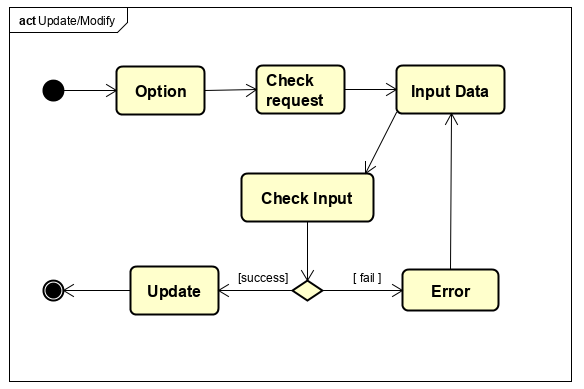 act Update/Modify
Option
Check
request
Input Data
Check Input
[success]
[ fail ]
Update
Error